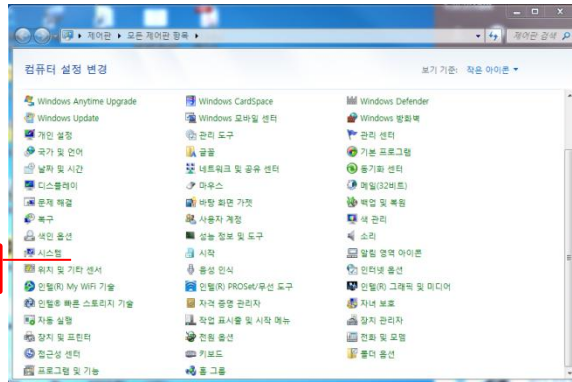 제어판 ▸ 모든 제어판 항목 ▸ 제어판 검색
컴퓨터 설정 변경 보기 기준: 작은 아이콘 ▾
Windows Anytime Upgrade Windows CardSpace Windows Defender
Windows Update Windows 모바일 센터 Windows 방화벽
개인 설정 관리 도구 관리 센터
국가 및 언어 글꼴 기본 프로그램
날짜 및 시간 네트워크 및 공유 센터 동기화 센터
디스플레이 마우스 메일(32비트)
문제 해결 바탕 화면 가젯 백업 및 복원
복구 사용자 계정 색 관리
색인 옵션 성능 정보 및 도구 소리
시스템 시작 알림 영역 아이콘
위치 및 기타 센서 음성 인식 인터넷 옵션
인텔(R) My WiFi 기술 인텔(R) PROSet/무선 도구 인텔(R) 그래픽 및 미디어
인텔® 빠른 스토리지 기술 자격 증명 관리자 자녀 보호
자동 실행 작업 표시줄 및 시작 메뉴 장치 관리자
장치 및 프린터 전원 옵션 전화 및 모뎀
접근성 센터 키보드 폴더 옵션
프로그램 및 기능 홈 그룹